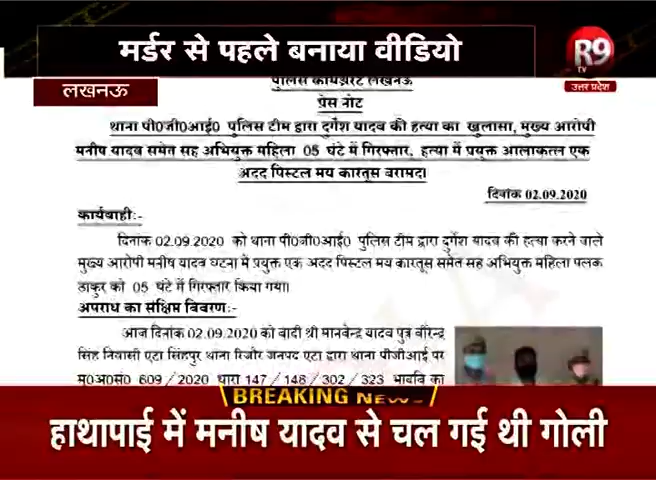 मर्डर से पहले बनाया वीडियो
R9
TV
उत्तर प्रदेश
लखनऊ
पुलिस कमिश्नरेट लखनऊ
प्रेस नोट
थाना पी0जी0आई0 पुलिस टीम द्वारा दुर्गेश यादव की हत्या का खुलासा, मुख्य आरोपी
मनीष यादव समेत सह अभियुक्त महिला 05 घंटे में गिरफ्तार, हत्या में प्रयुक्त आलाकत्ल एक
अदद पिस्टल मय कारतूस बरामद।
दिनांक 02.09.2020
कार्यवाही:-
दिनांक 02.09.2020 को थाना पी0जी0आई0 पुलिस टीम द्वारा दुर्गेश यादव की हत्या करने वाले
मुख्य आरोपी मनीष यादव घटना में प्रयुक्त एक अदद पिस्टल मय कारतूस समेत सह अभियुक्त महिला पलक
ठाकुर को 05 घंटे में गिरफ्तार किया गया।
अपराध का संक्षिप्त विवरण:-
आज दिनांक 02.09.2020 को वादी श्री मानवेन्द्र यादव पुत्र वीरेन्द्र
सिंह निवासी एटा सिंहपुर थाना रिजौर जनपद एटा द्वारा थाना पीजीआई पर
मु0अ0सं0 609/2020 धारा 147/148/302/323 भादवि का
BREAKING NEWS
हाथापाई में मनीष यादव से चल गई थी गोली